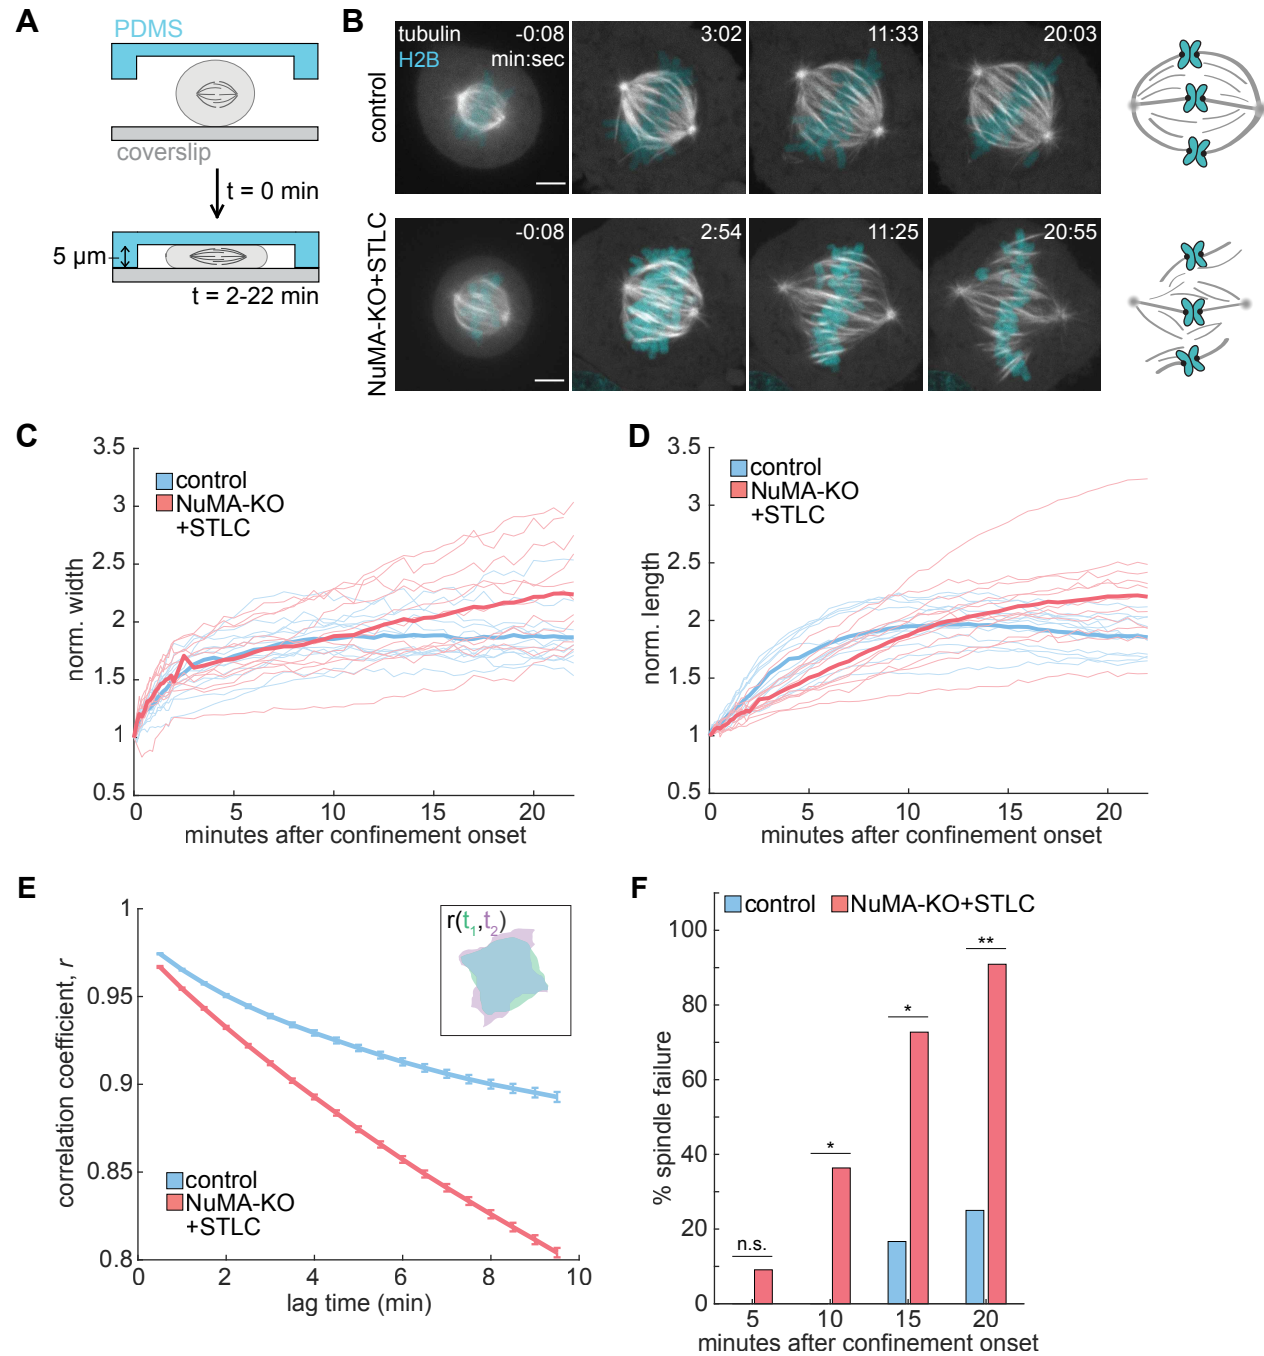 A
PDMS
coverslip
t = 0 min
5 µm
t = 2-22 min
B
control
tubulin
H2B
-0:08
min:sec
3:02
11:33
20:03
NuMA-KO+STLC
-0:08
2:54
11:25
20:55
C
3.5
3
2.5
2
1.5
1
0.5
norm. width
control
NuMA-KO
+STLC
0 5 10 15 20
minutes after confinement onset
D
3.5
3
2.5
2
1.5
1
0.5
norm. length
control
NuMA-KO
+STLC
0 5 10 15 20
minutes after confinement onset
E
1
0.95
0.9
0.85
0.8
correlation coefficient, r
r(t1,t2)
control
NuMA-KO
+STLC
0 2 4 6 8 10
lag time (min)
F
control NuMA-KO+STLC
100
80
60
40
20
0
% spindle failure
n.s.
*
*
**
5 10 15 20
minutes after confinement onset